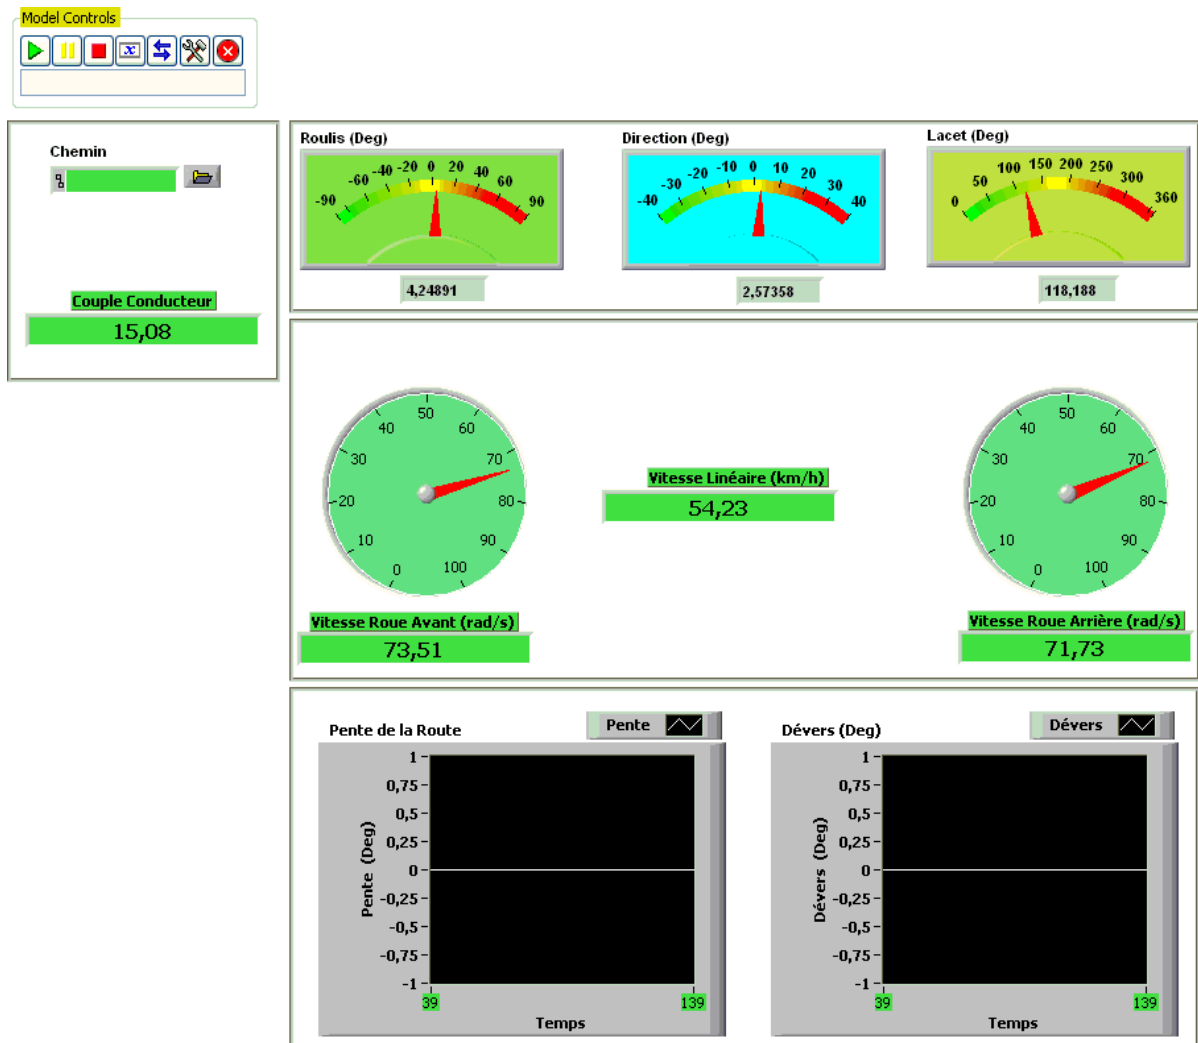 Model Controls
x
Chemin
Couple Conducteur
15,08
Roulis (Deg)
-90 -60 -40 -20 0 20 40 60 90
4,24891
Direction (Deg)
-40 -30 -20 -10 0 10 20 30 40
2,57358
Lacet (Deg)
0 50 100 150 200 250 300 360
118,188
0 10 20 30 40 50 60 70 80 90 100
Vitesse Roue Avant (rad/s)
73,51
Vitesse Linéaire (km/h)
54,23
0 10 20 30 40 50 60 70 80 90 100
Vitesse Roue Arrière (rad/s)
71,73
Pente de la Route
Pente
Pente (Deg)
1
0,75
0,5
0,25
0
-0,25
-0,5
-0,75
-1
39 139
Temps
Dévers (Deg)
Dévers
Dévers (Deg)
1
0,75
0,5
0,25
0
-0,25
-0,5
-0,75
-1
39 139
Temps